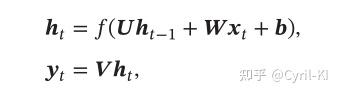 h_t = f(Uh_{t−1} + Wx_t + b),
y_t = Vh_t,
知乎 @Cyril-KI